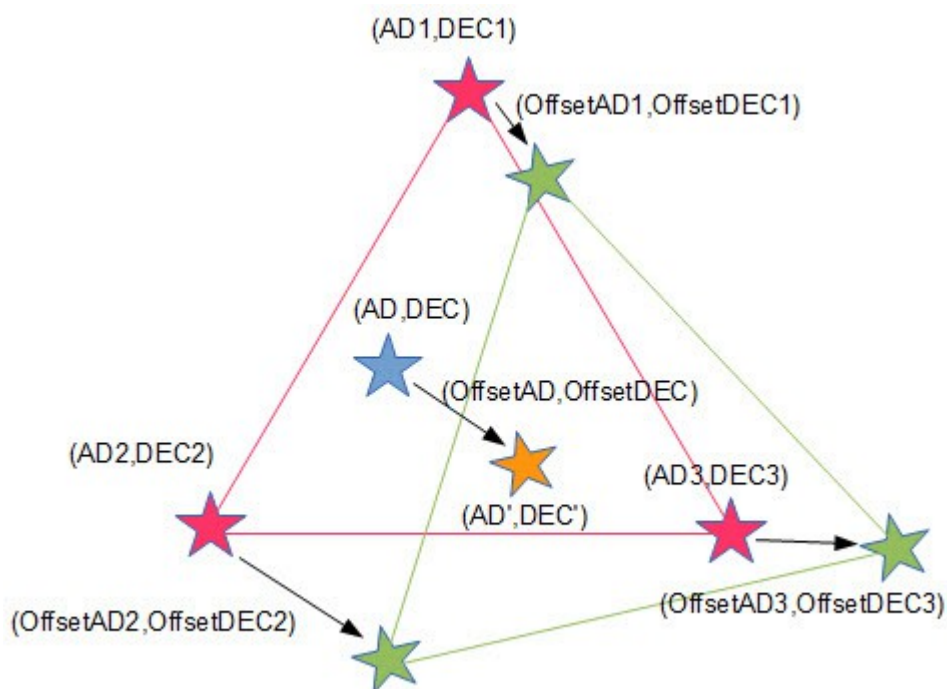 (AD1,DEC1)
(OffsetAD1,OffsetDEC1)
(AD,DEC)
(OffsetAD,OffsetDEC)
(AD2,DEC2)
(AD3,DEC3)
(AD',DEC')
(OffsetAD3,OffsetDEC3)
(OffsetAD2,OffsetDEC2)